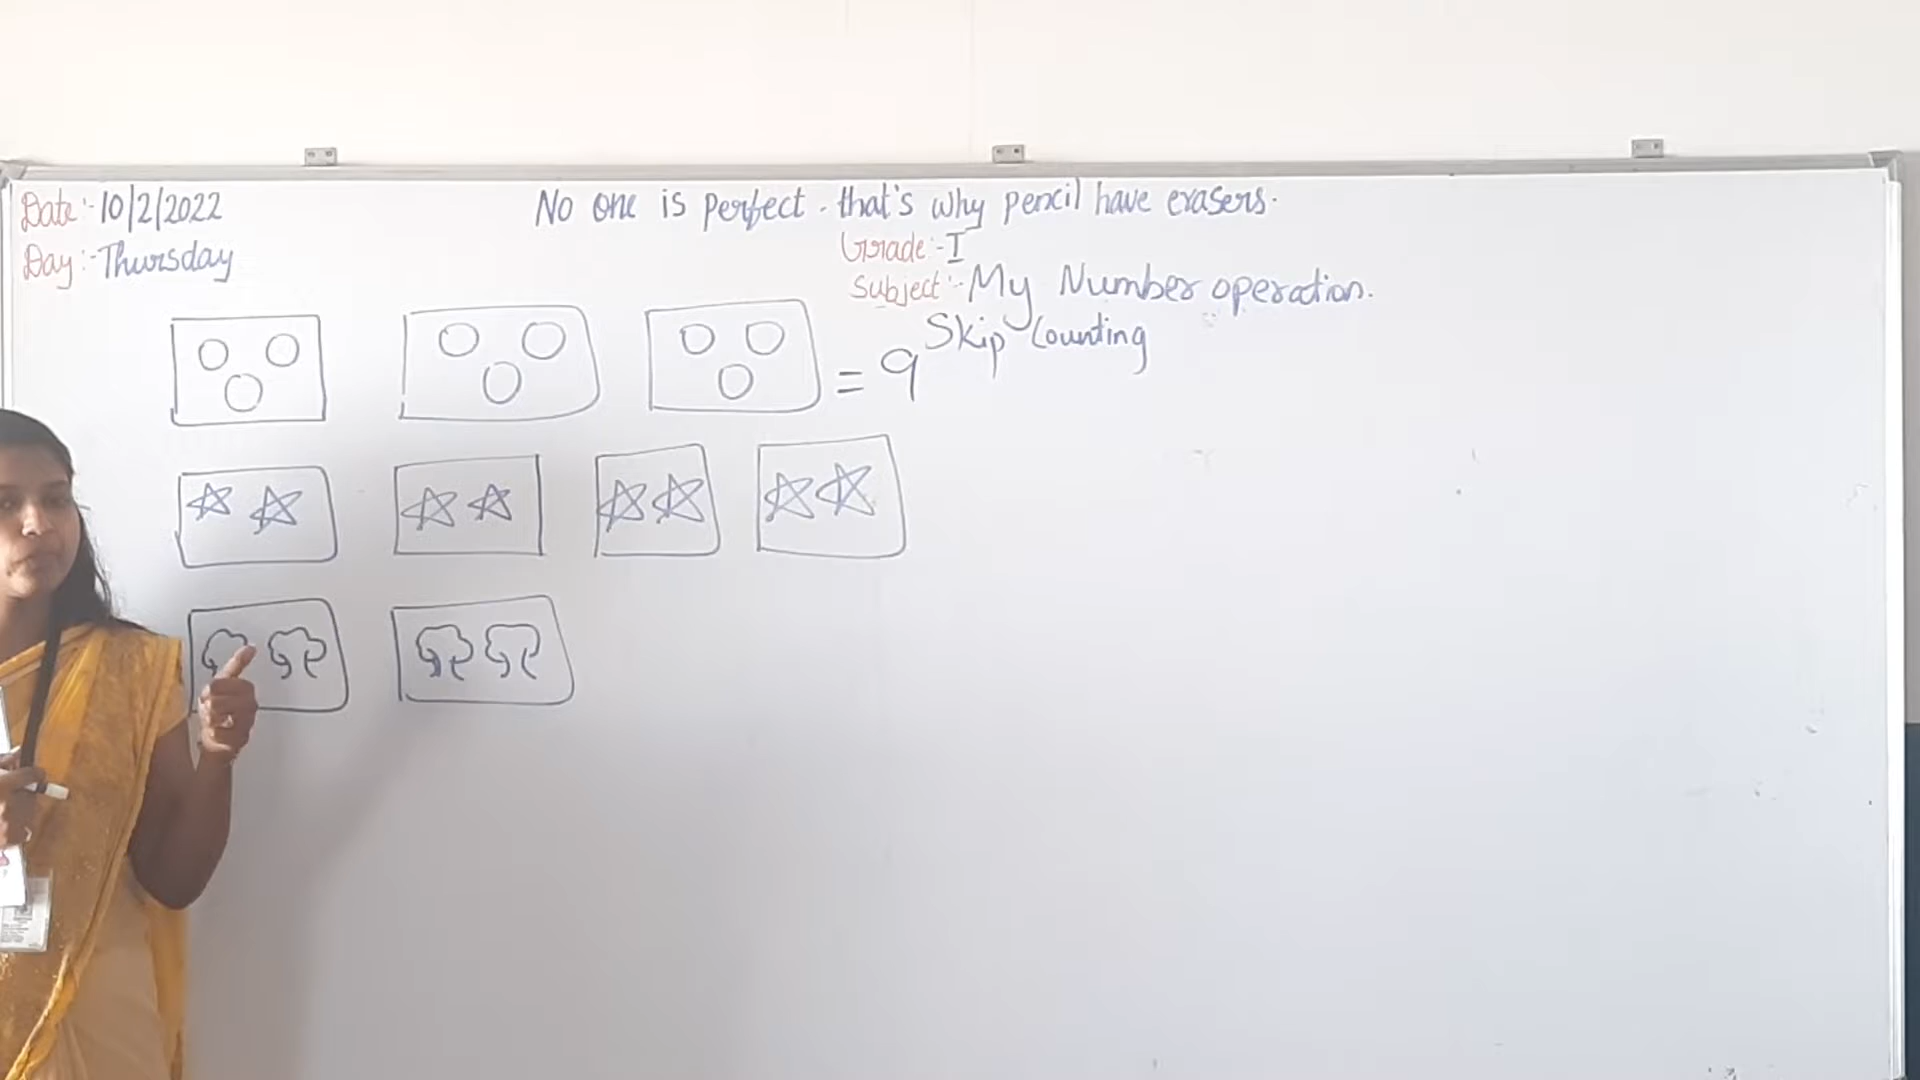 Date:- 10/2/2022
Day:- Thursday
No one is perfect. that's why pencil have erasers.
Grade:- I
Subject:- My Number operation.
Skip Counting
= 9